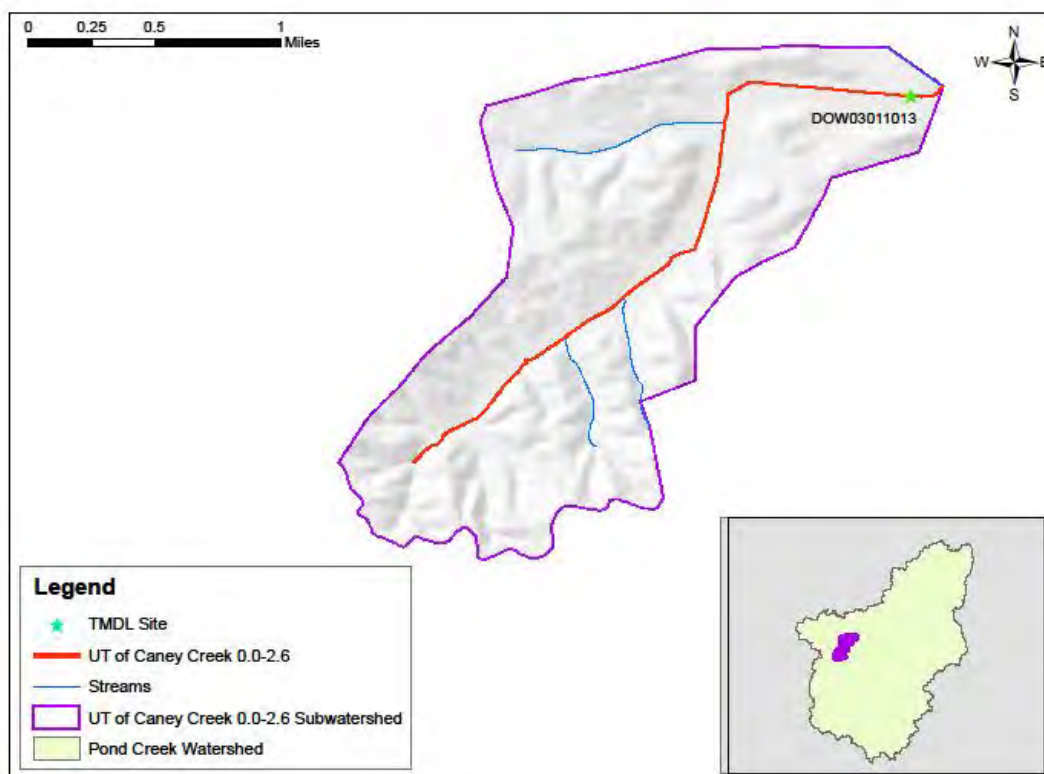 0 0.25 0.5 1
Miles
N
W E
S
DOW03011013
Legend
TMDL Site
UT of Caney Creek 0.0-2.6
Streams
UT of Caney Creek 0.0-2.6 Subwatershed
Pond Creek Watershed